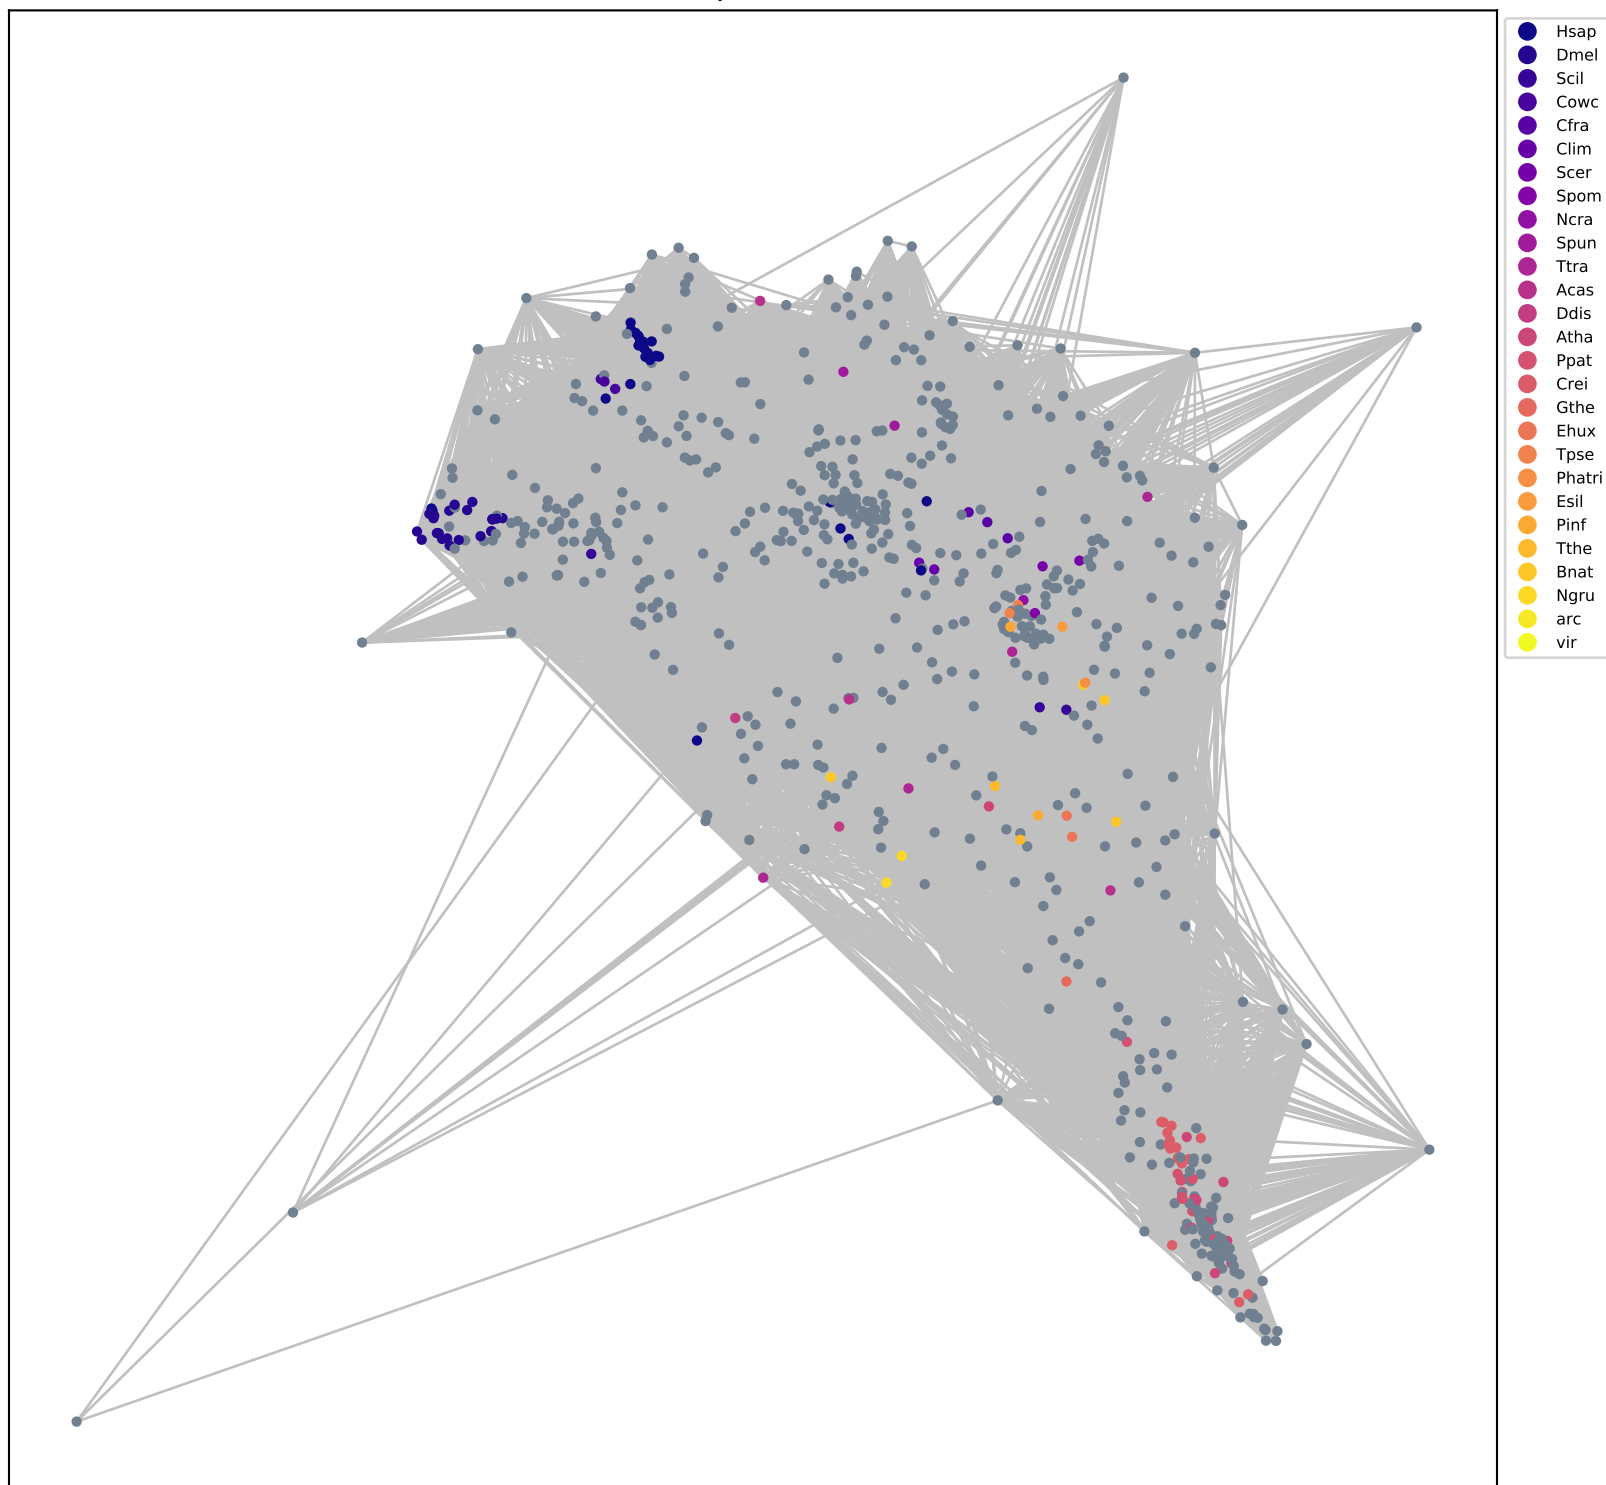 Hsap
Dmel
Scil
Cowc
Cfra
Clim
Scer
Spom
Ncra
Spun
Ttra
Acas
Ddis
Atha
Ppat
Crei
Gthe
Ehux
Tpse
Phatri
Esil
Pinf
Tthe
Bnat
Ngru
arc
vir